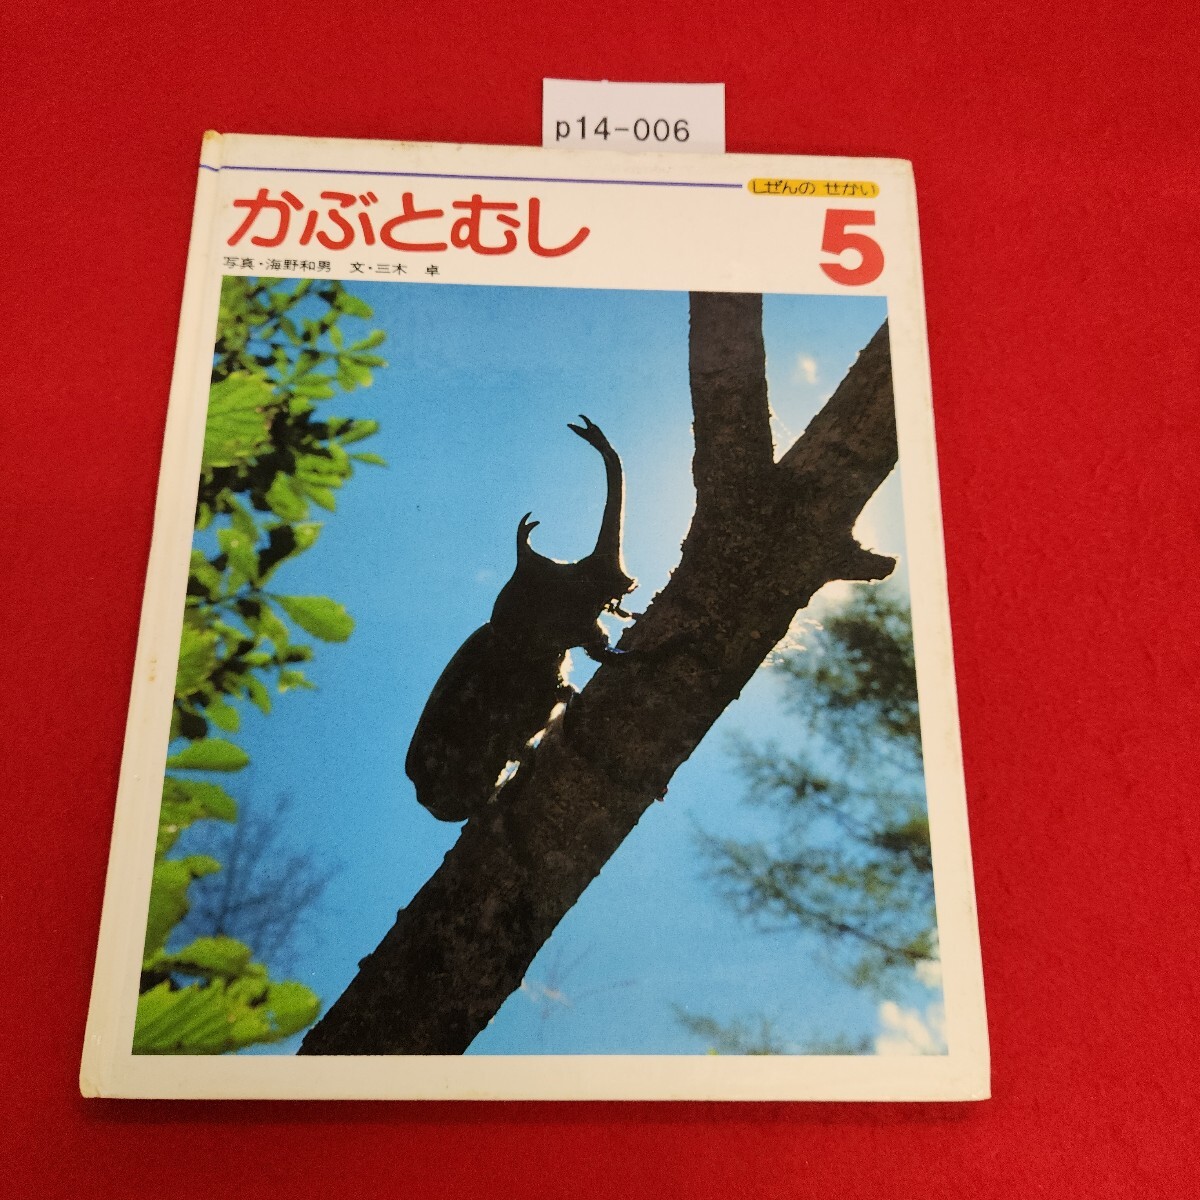 p14-006
しぜんの せかい
かぶとむし
5
写真・海野和男 文・三木 卓